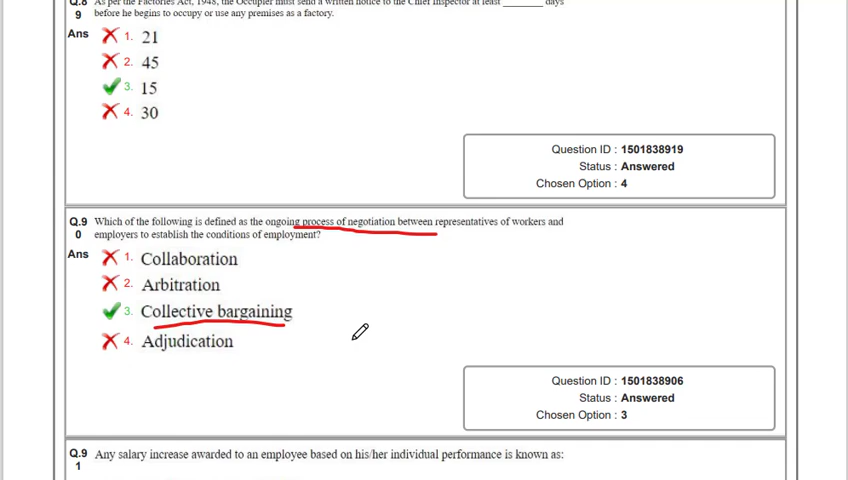 Q.8 As per the Factories Act, 1948, the Occupier must send a written notice to the Chief Inspector at least ________ days
9 before he begins to occupy or use any premises as a factory.
Ans 1. 21
2. 45
3. 15
4. 30
Question ID : 1501838919
Status : Answered
Chosen Option : 4
Q.9 Which of the following is defined as the ongoing process of negotiation between representatives of workers and
0 employers to establish the conditions of employment?
Ans 1. Collaboration
2. Arbitration
3. Collective bargaining
4. Adjudication
Question ID : 1501838906
Status : Answered
Chosen Option : 3
Q.9 Any salary increase awarded to an employee based on his/her individual performance is known as:
1